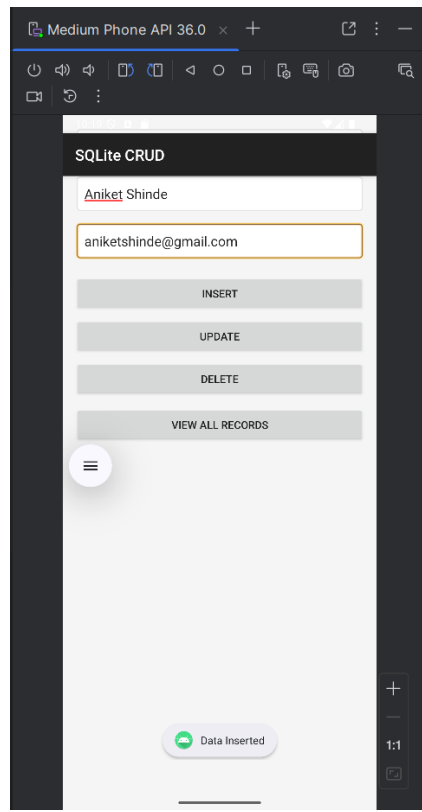 Medium Phone API 36.0
SQLite CRUD
Aniket Shinde
aniketshinde@gmail.com
INSERT
UPDATE
DELETE
VIEW ALL RECORDS
Data Inserted
1:1